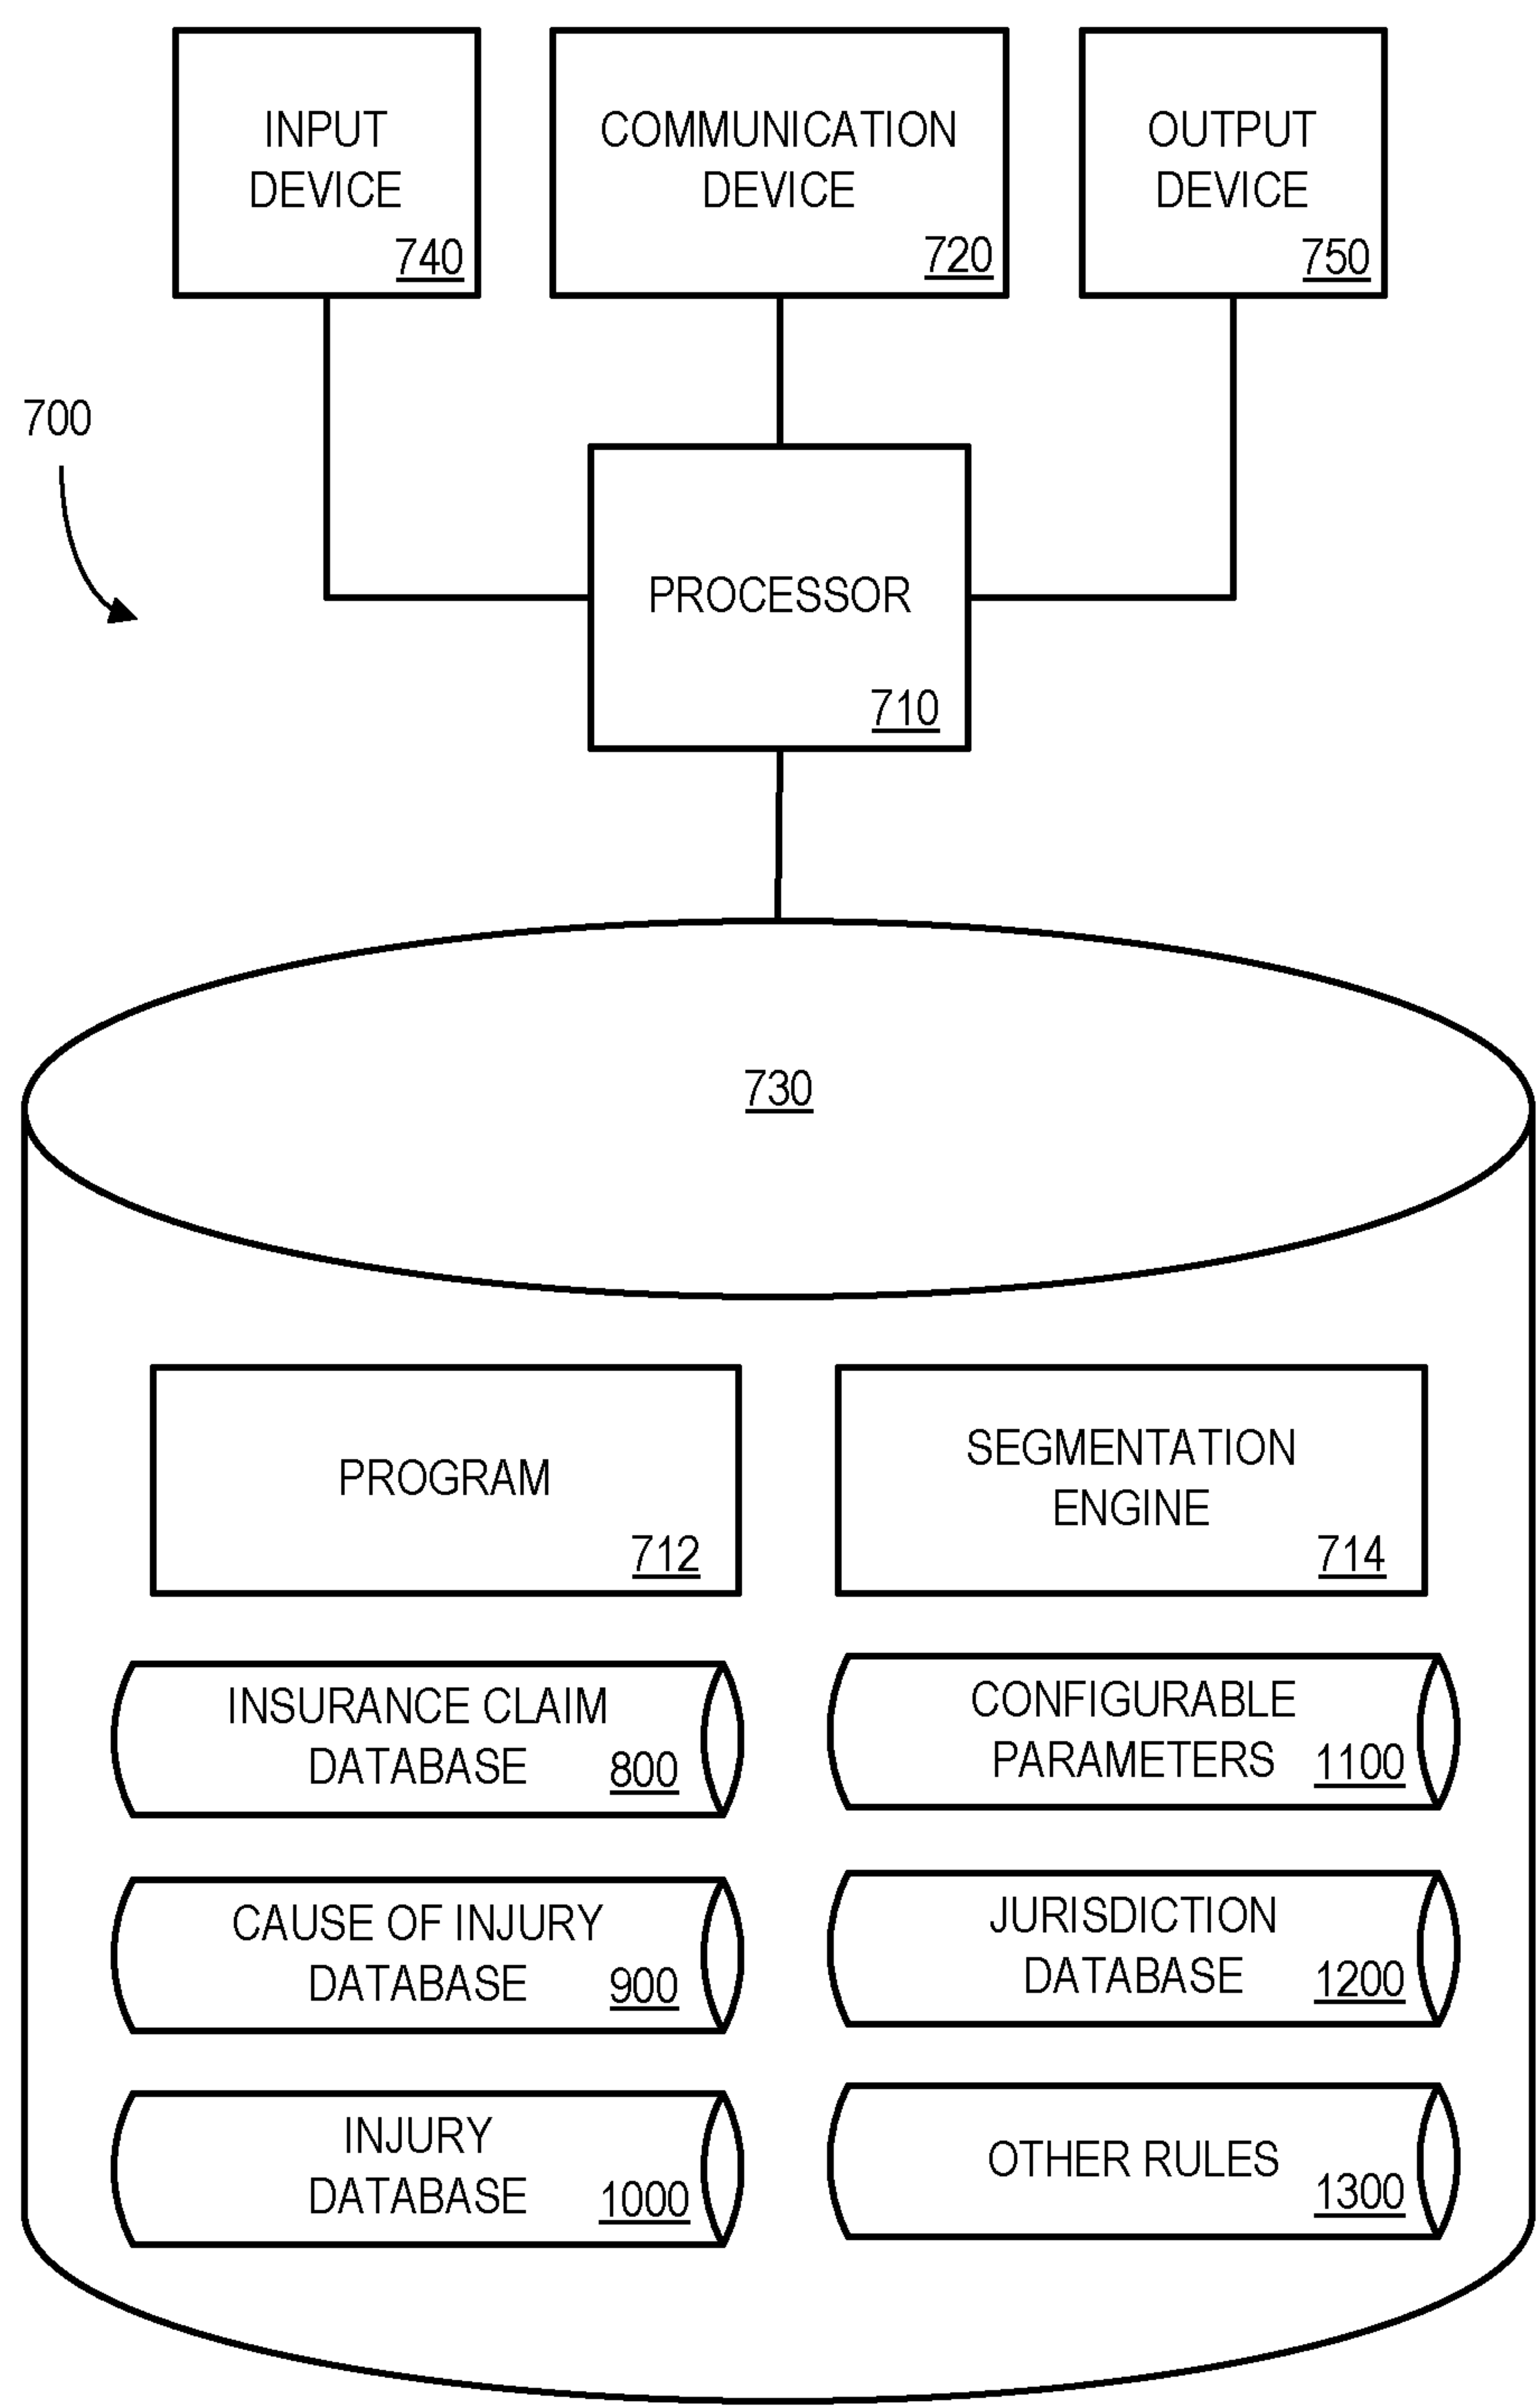 INPUT
DEVICE
740
COMMUNICATION
DEVICE
720
OUTPUT
DEVICE
750
700
PROCESSOR
710
730
PROGRAM
712
SEGMENTATION
ENGINE
714
INSURANCE CLAIM
DATABASE 800
CONFIGURABLE
PARAMETERS 1100
CAUSE OF INJURY
DATABASE 900
JURISDICTION
DATABASE 1200
INJURY
DATABASE 1000
OTHER RULES
1300